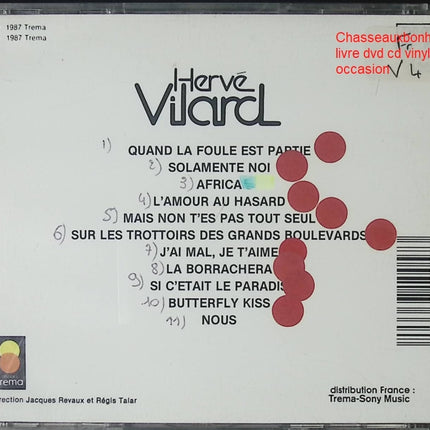 1987 Trema
1987 Trema
Chasseaurbonh
livre dvd cd vinyl
occasion
V 4
Hervé
Vilard
1) QUAND LA FOULE EST PARTIE
2) SOLAMENTE NOI
3) AFRICA
4) L'AMOUR AU HASARD
5) MAIS NON T'ES PAS TOUT SEUL
6) SUR LES TROTTOIRS DES GRANDS BOULEVARDS
7) J'AI MAL, JE T'AIME
8) LA BORRACHERA
9) SI C'ETAIT LE PARADIS
10) BUTTERFLY KISS
11) NOUS
trema
rection Jacques Revaux et Régis Talar
distribution France :
Trema-Sony Music